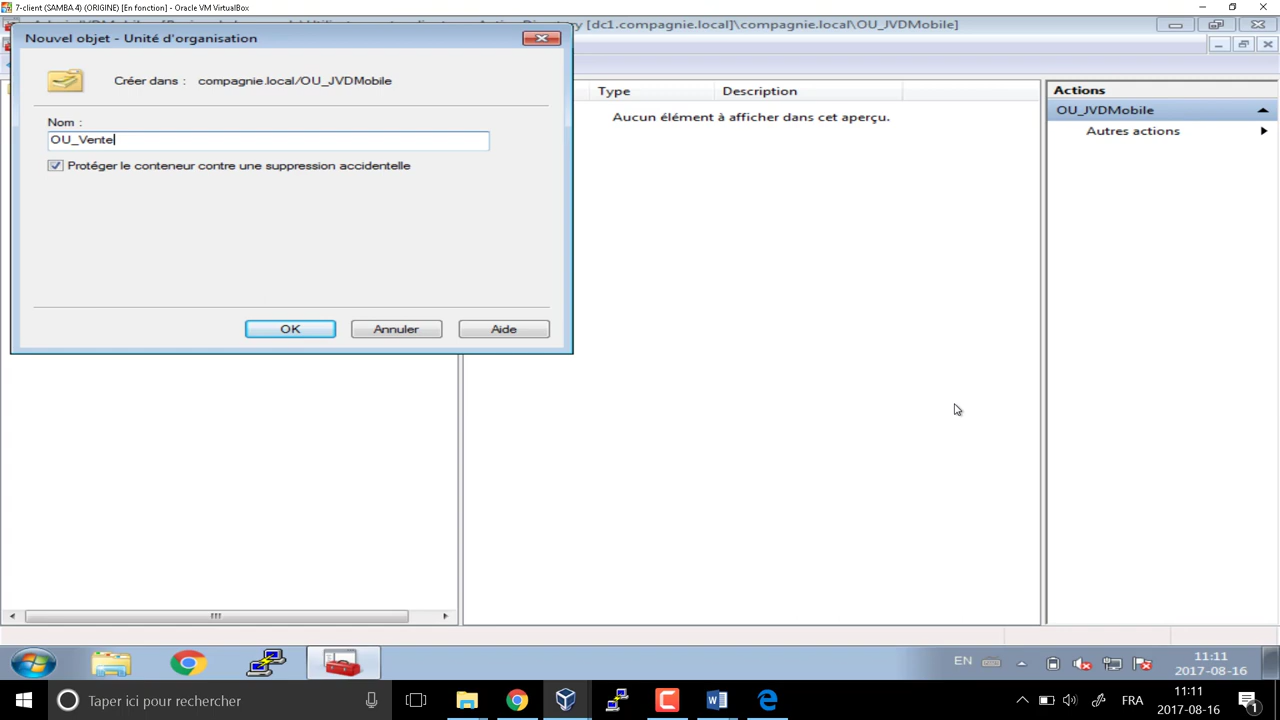 7-client (SAMBA 4) (ORIGINE) [En fonction] - Oracle VM VirtualBox
Active Directory [dc1.compagnie.local]\compagnie.local\OU_JVDMobile]
Nouvel objet - Unité d'organisation
Créer dans : compagnie.local/OU_JVDMobile
Nom :
OU_Vente
Protéger le conteneur contre une suppression accidentelle
OK Annuler Aide
Type Description
Aucun élément à afficher dans cet aperçu.
Actions
OU_JVDMobile
Autres actions
EN
11:11
2017-08-16
Taper ici pour rechercher
FRA
11:11
2017-08-16
1